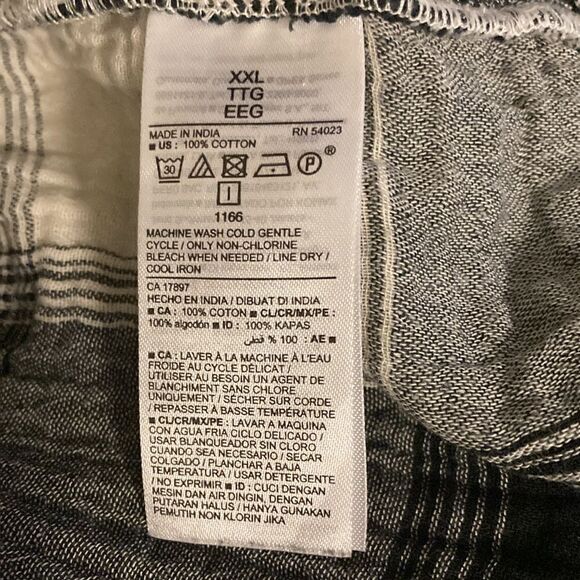 XXL
TTG
EEG
MADE IN INDIA RN 54023
■ US : 100% COTTON
30 P ®
I
1166
MACHINE WASH COLD GENTLE
CYCLE / ONLY NON-CHLORINE
BLEACH WHEN NEEDED / LINE DRY /
COOL IRON
CA 17897
HECHO EN INDIA / DIBUAT DI INDIA
■ CA : 100% COTON ■ CL/CR/MX/PE :
100% algodón ■ ID : 100% KAPAS
■ AE : 100 % قطن
■ CA : LAVER À LA MACHINE À L'EAU
FROIDE AU CYCLE DÉLICAT /
UTILISER AU BESOIN UN AGENT DE
BLANCHIMENT SANS CHLORE,
UNIQUEMENT / SÉCHER SUR CORDE
/ REPASSER À BASSE TEMPÉRATURE
■ CL/CR/MX/PE : LAVAR A MAQUINA
CON AGUA FRIA CICLO DELICADO /
USAR BLANQUEADOR SIN CLORO
CUANDO SEA NECESARIO / SECAR
COLGADO / PLANCHAR A BAJA
TEMPERATURA / USAR DETERGENTE
/ NO EXPRIMIR ■ ID : CUCI DENGAN
MESIN DAN AIR DINGIN, DENGAN
PUTARAN HALUS / HANYA GUNAKAN
PEMUTIH NON KLORIN JIKA